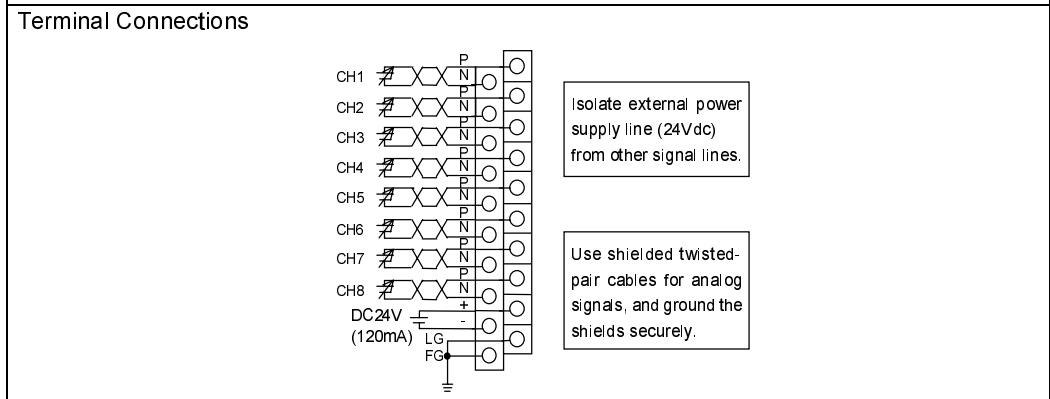 Terminal Connections
P
CH1 N
P
CH2 N
P
CH3 N
P
CH4 N
P
CH5 N
P
CH6 N
P
CH7 N
P
CH8 N
+
DC24V -
(120mA) LG
FG
Isolate external power
supply line (24Vdc)
from other signal lines.
Use shielded twisted-
pair cables for analog
signals, and ground the
shields securely.